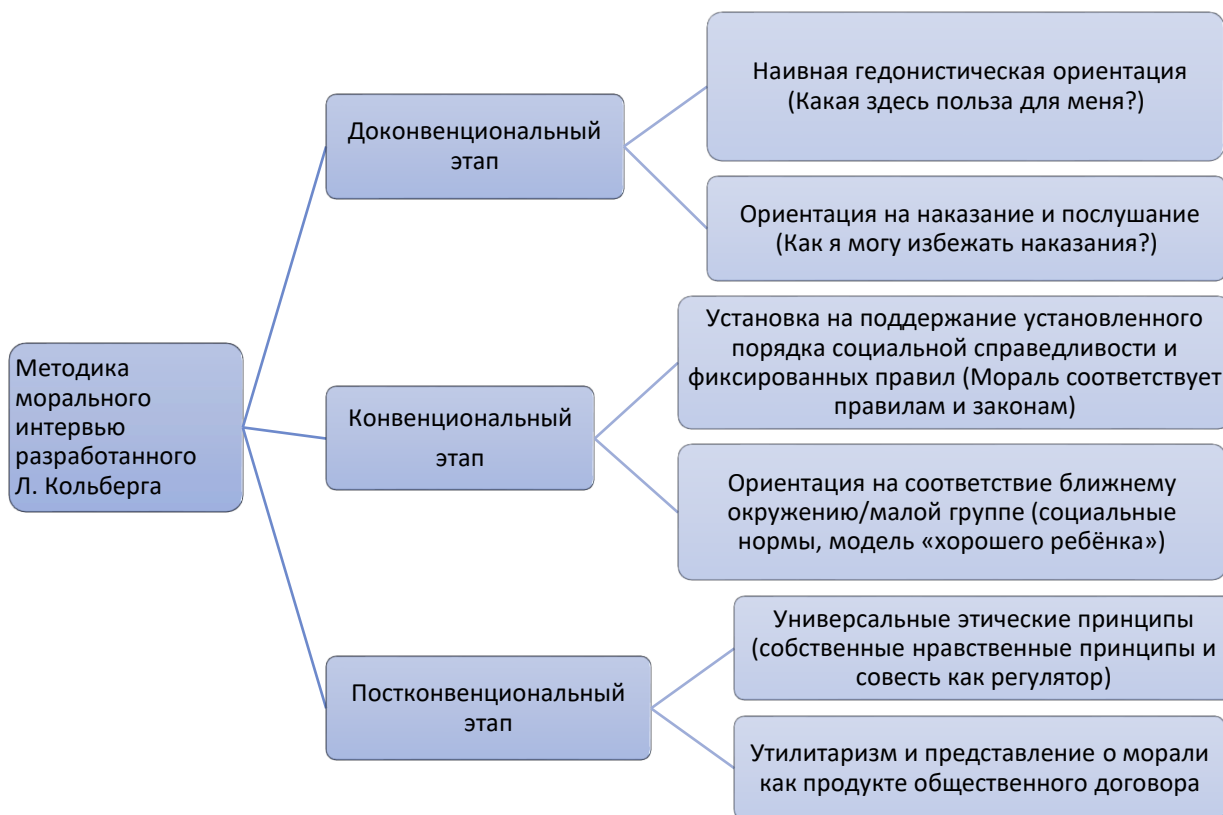 Методика
морального
интервью
разработанного
Л. Кольберга
Доконвенциональный
этап
Наивная гедонистическая ориентация
(Какая здесь польза для меня?)
Ориентация на наказание и послушание
(Как я могу избежать наказания?)
Конвенциональный
этап
Установка на поддержание установленного
порядка социальной справедливости и
фиксированных правил (Мораль соответствует
правилам и законам)
Ориентация на соответствие ближнему
окружению/малой группе (социальные
нормы, модель «хорошего ребёнка»)
Постконвенциональный
этап
Универсальные этические принципы
(собственные нравственные принципы и
совесть как регулятор)
Утилитаризм и представление о морали
как продукте общественного договора